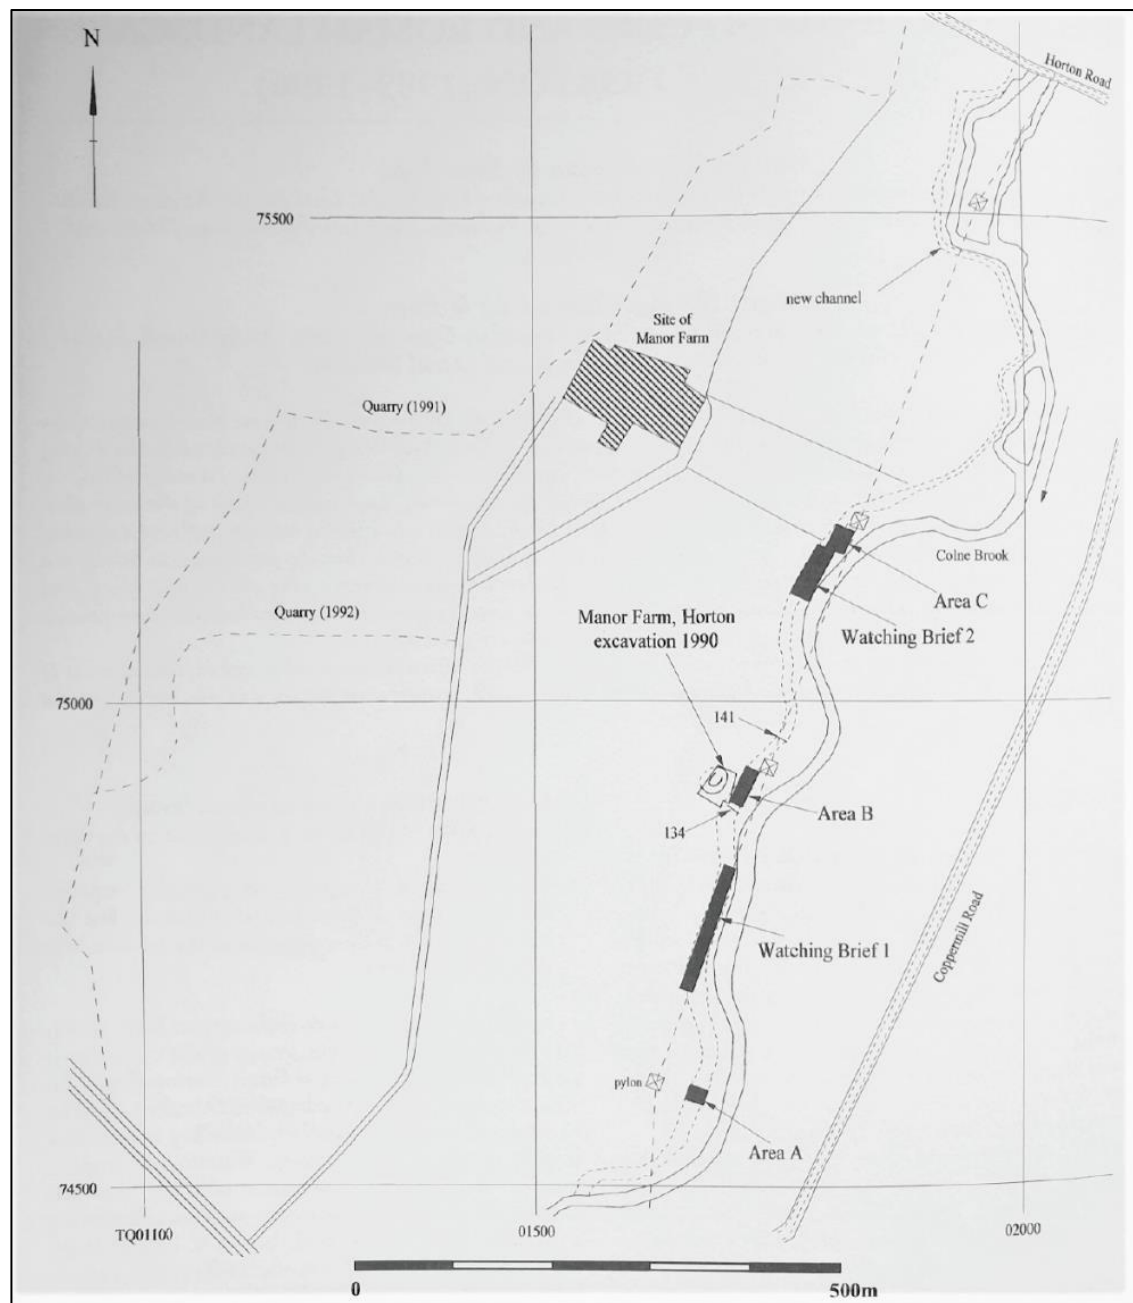 N
Horton Road
75500
new channel
Site of
Manor Farm
Quarry (1991)
Colne Brook
Area C
Quarry (1992)
Manor Farm, Horton
excavation 1990
Watching Brief 2
75000
141
Area B
134
Coppermill Road
Watching Brief 1
pylon
Area A
74500
TQ01100
01500
02000
0
500m